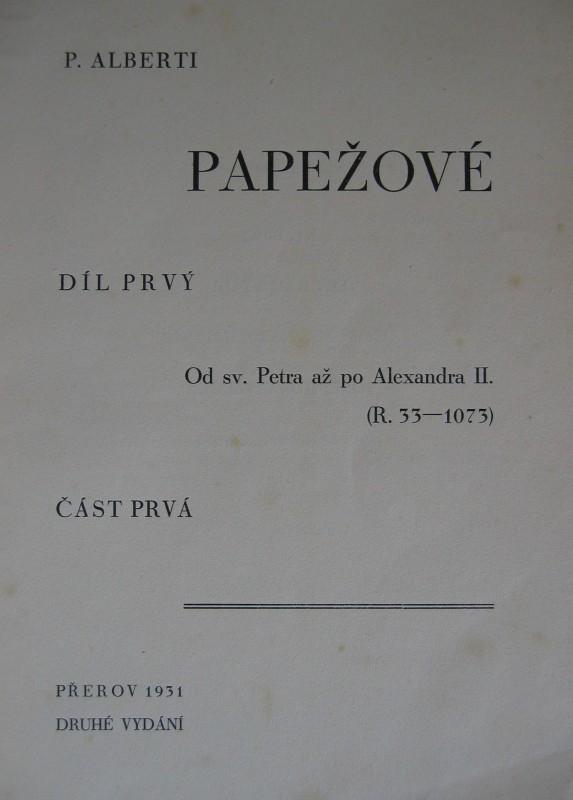 P. ALBERTI
PAPEŽOVÉ
DÍL PRVÝ
Od sv. Petra až po Alexandra II.
(R. 33—1073)
ČÁST PRVÁ
PŘEROV 1931
DRUHÉ VYDÁNÍ